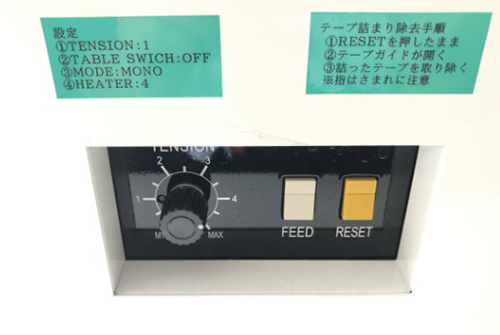 設定
①TENSION:1
②TABLE SWICH:OFF
③MODE:MONO
④HEATER:4
テープ詰まり除去手順
①RESETを押したまま
②テープガイドが開く
③詰ったテープを取り除く
※指はさまれに注意
TENSION
2 3
1 4
MAX
FEED RESET